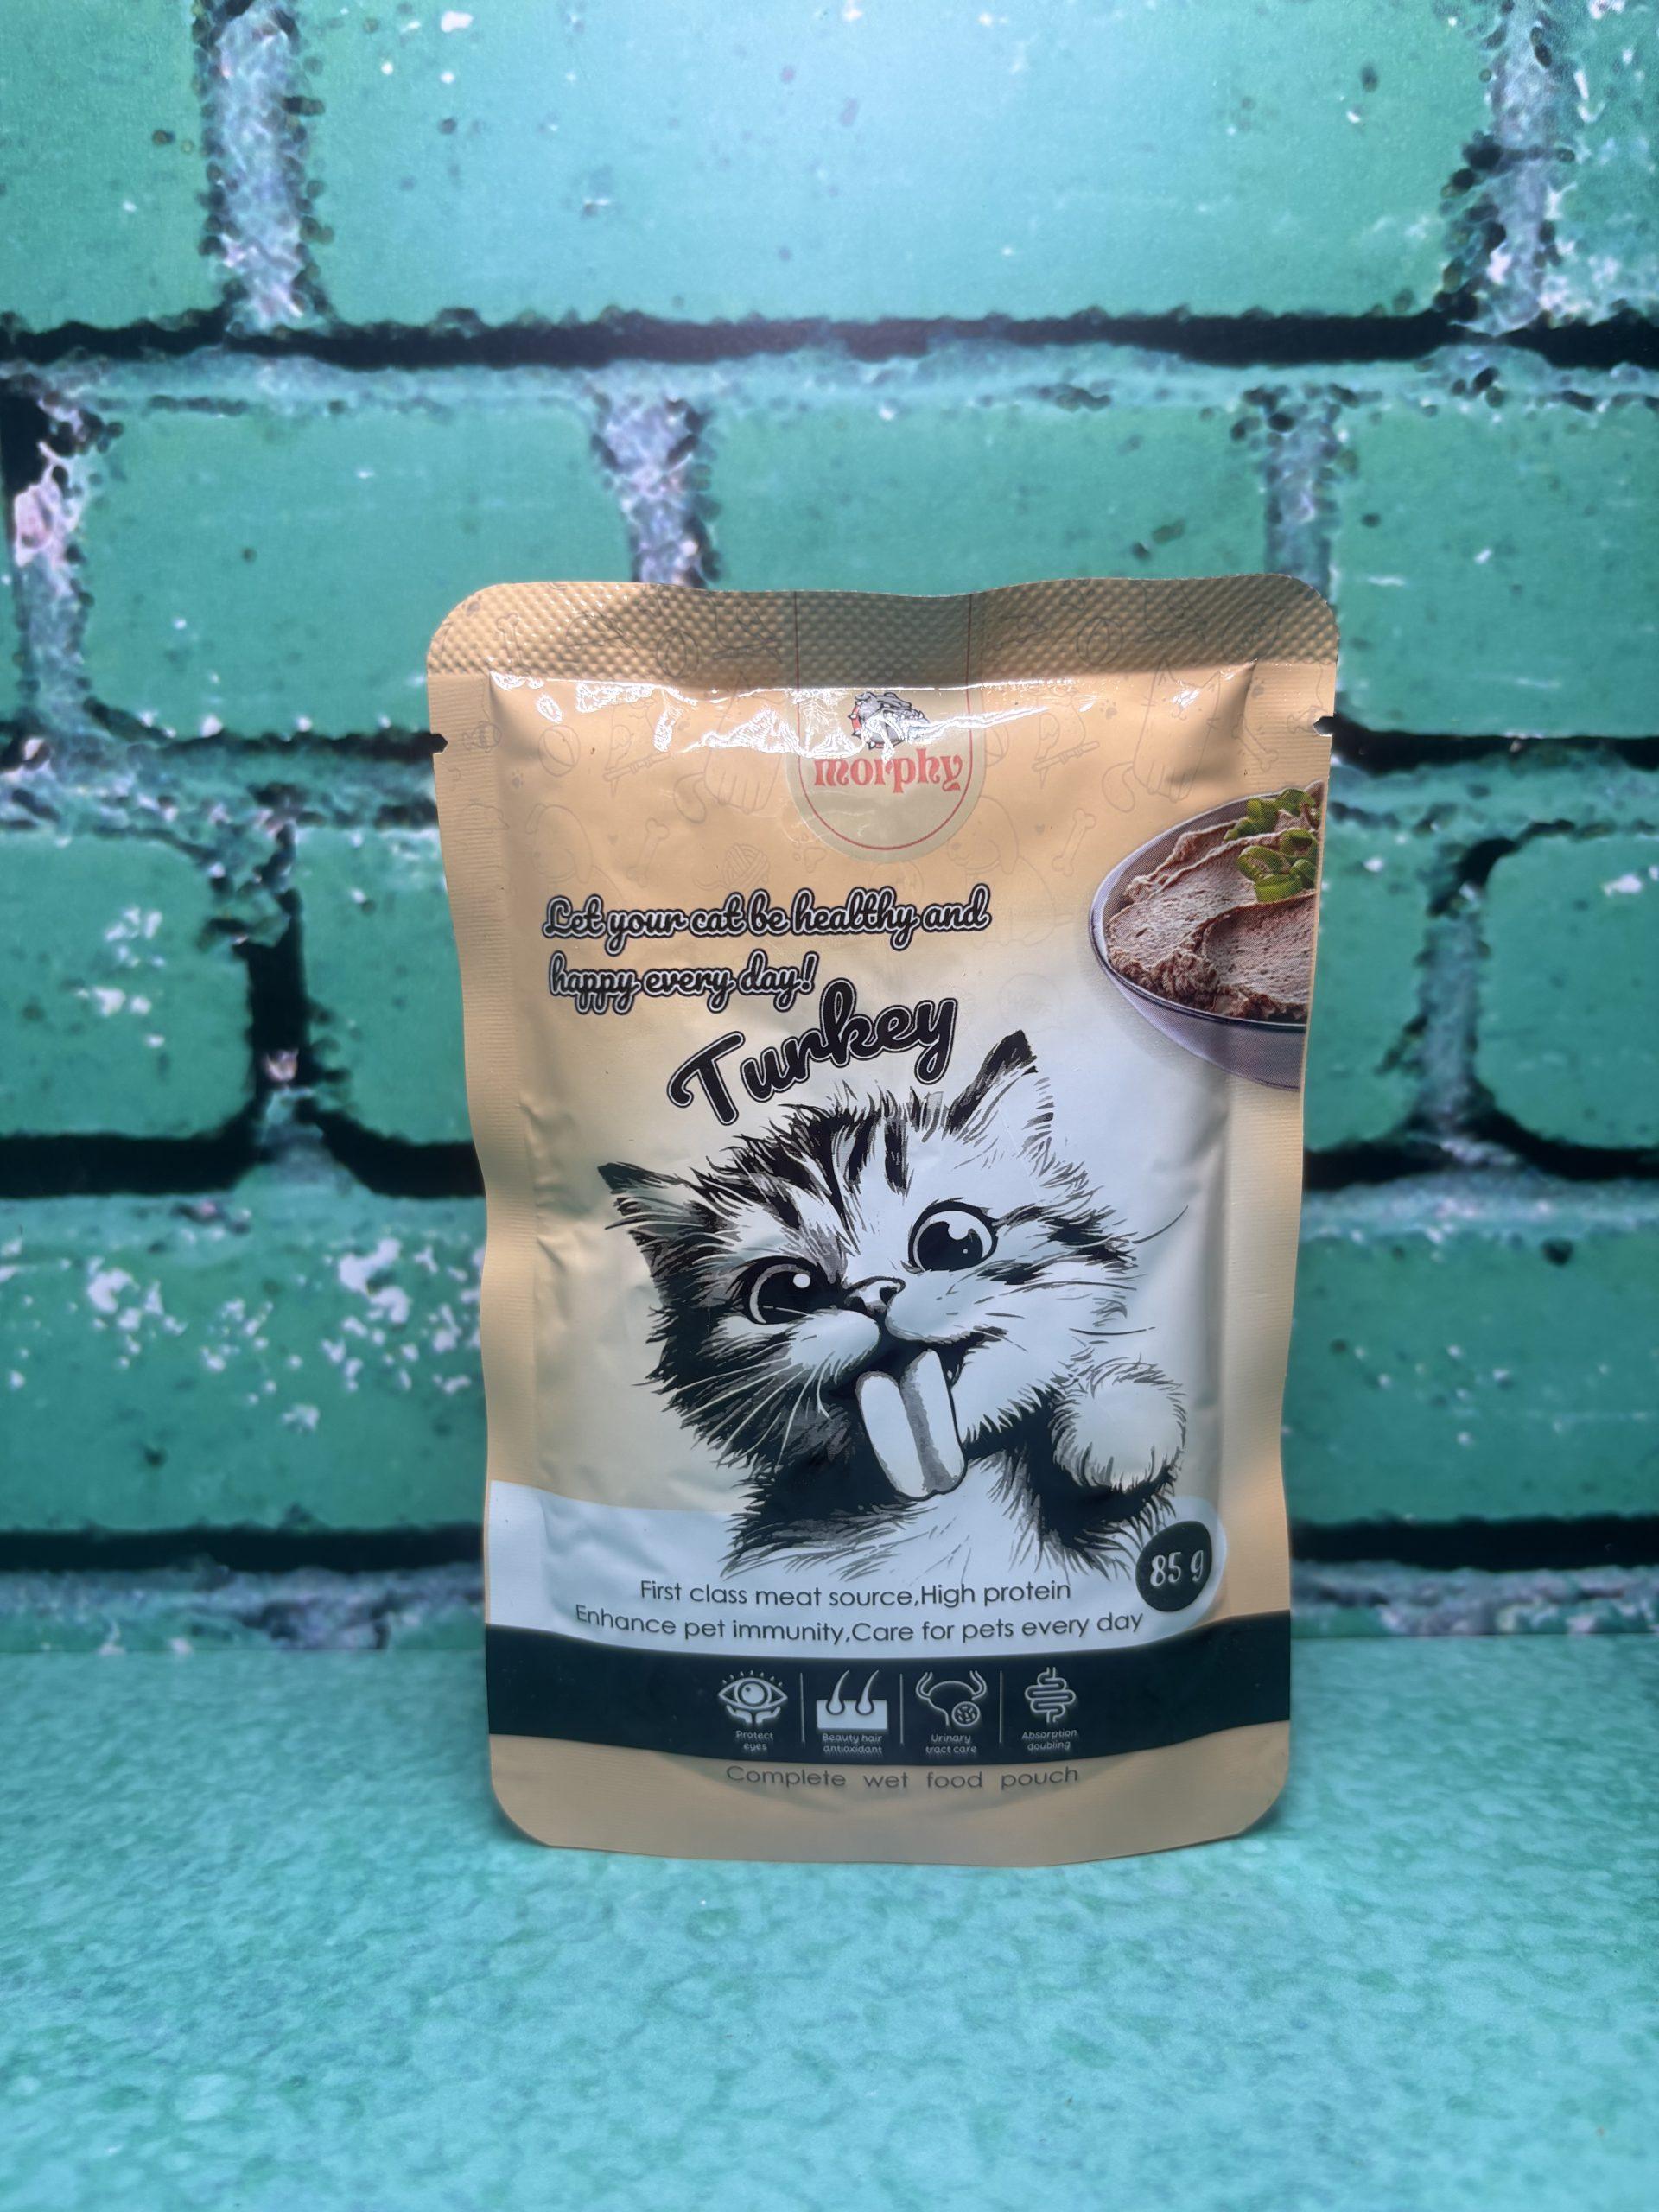 morphy
Let your cat be healthy and
happy every day!
Turkey
85 g
First class meat source,High protein
Enhance pet immunity,Care for pets every day
Protect
eyes
Beauty hair
antioxidant
Urinary
tract care
Absorption
doubling
Complete wet food pouch